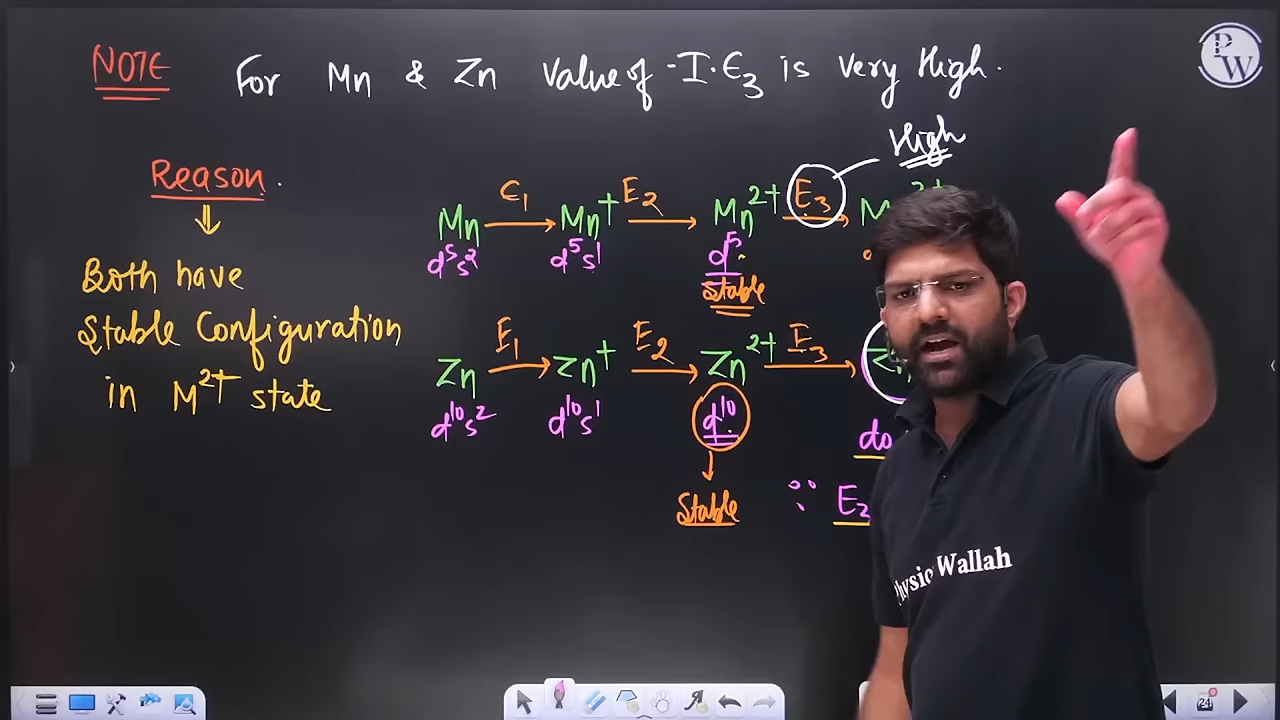 NOTE For Mn & Zn Value of I.E₃ is very High.
High
Reason.
E₁ E₂ E₃
Mn Mn⁺ Mn²⁺
d⁵s² d⁵s¹ d⁵
Stable
Both have
Stable Configuration
in M²⁺ state
E₁ E₂ E₃
Zn Zn⁺ Zn²⁺
d¹⁰s² d¹⁰s¹ d¹⁰
Stable
PW
Wallah
24